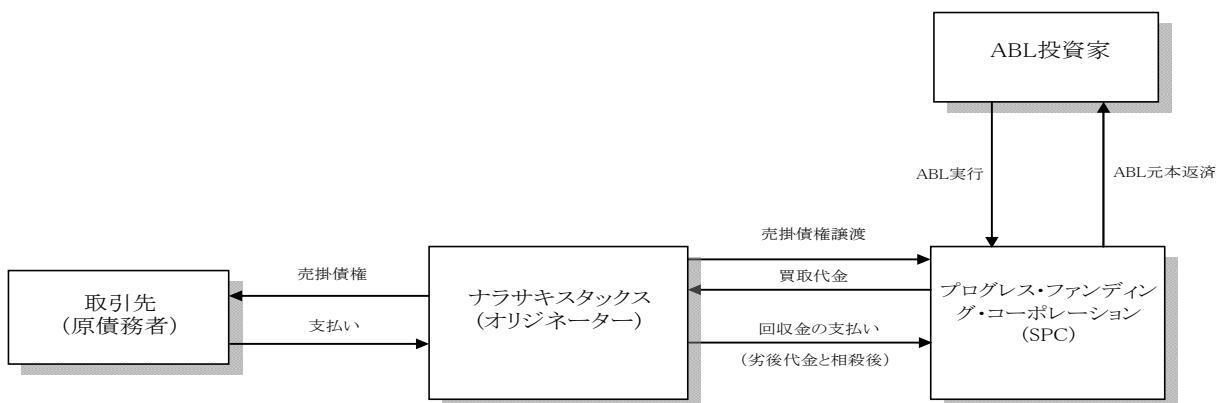 ABL投資家
ABL実行
ABL元本返済
売掛債権譲渡
買取代金
売掛債権
取引先
(原債務者)
支払い
ナラサキスタックス
(オリジネーター)
プログレス・ファンディン
グ・コーポレーション
(SPC)
回収金の支払い
(劣後代金と相殺後)